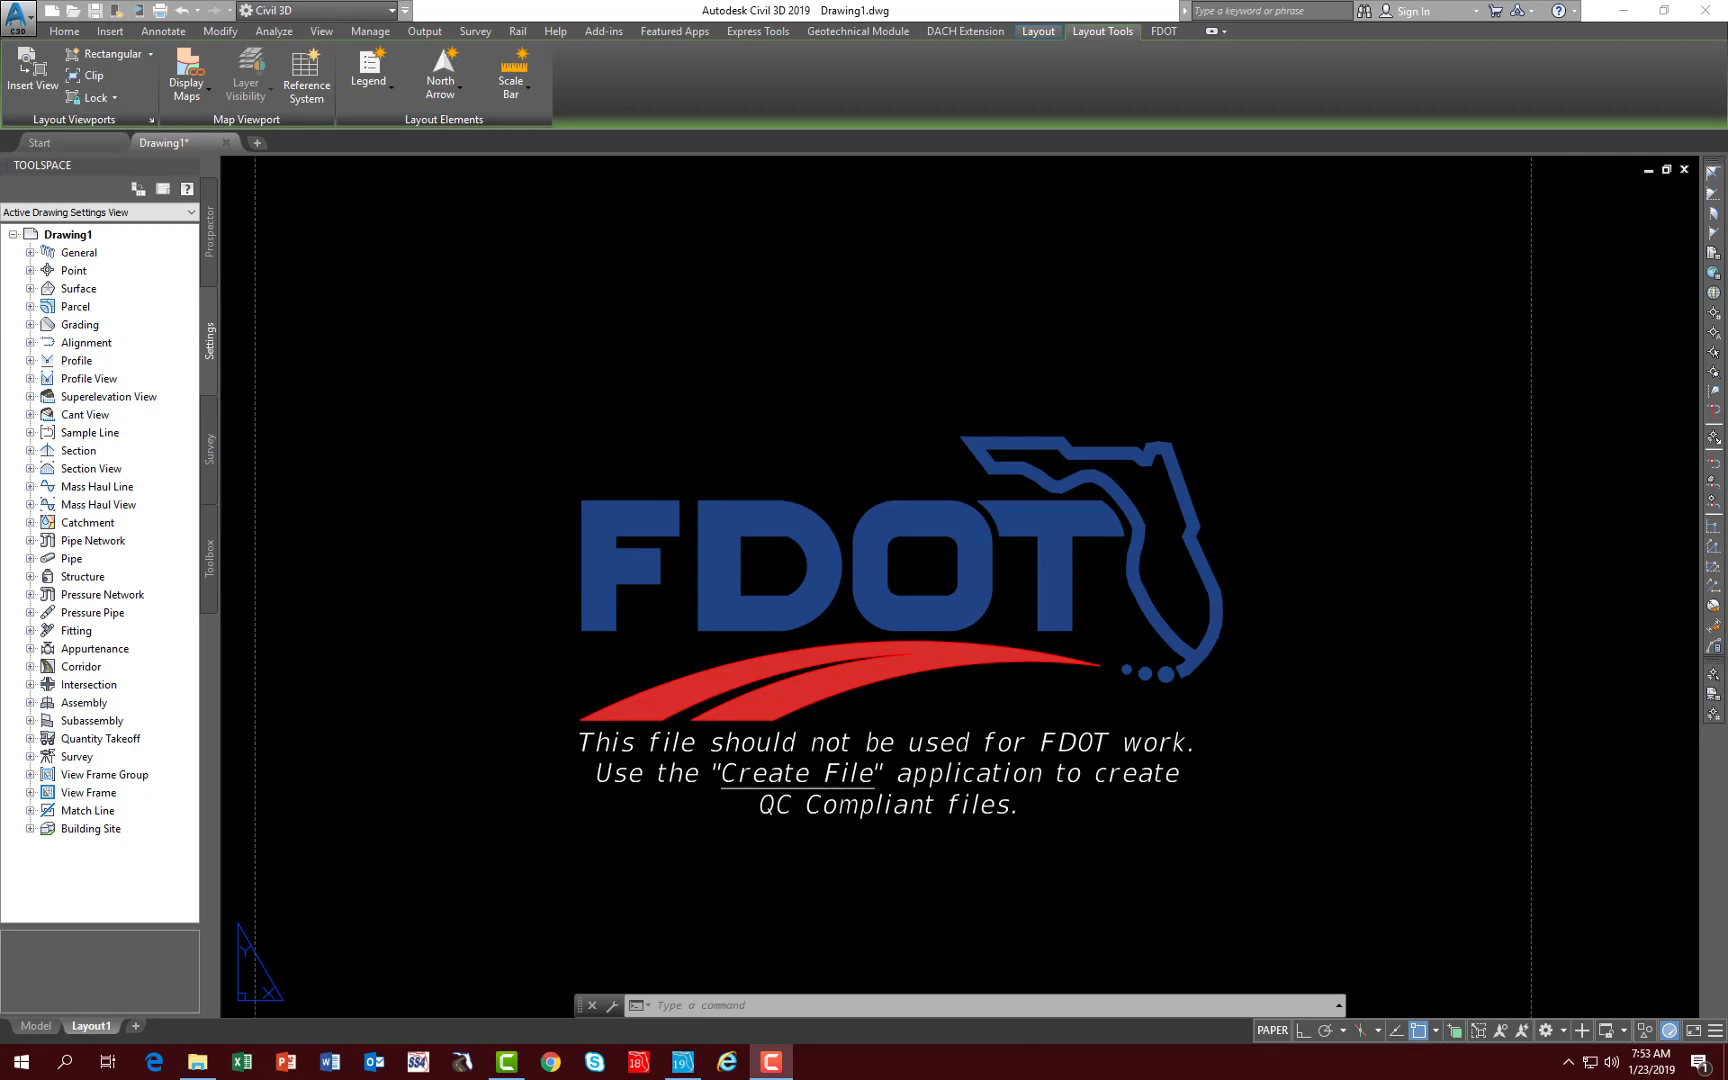 Civil 3D
Autodesk Civil 3D 2019 Drawing1.dwg
Type a keyword or phrase
Sign In
C3D
Home Insert Annotate Modify Analyze View Manage Output Survey Rail Help Add-ins Featured Apps Express Tools Geotechnical Module DACH Extension Layout Layout Tools FDOT
Insert View
Rectangular
Clip
Lock
Display Maps
Layer Visibility
Reference System
Legend
North Arrow
Scale Bar
Layout Viewports
Map Viewport
Layout Elements
Start
Drawing1*
TOOLSPACE
Active Drawing Settings View
Drawing1
General
Point
Surface
Parcel
Grading
Alignment
Profile
Profile View
Superelevation View
Cant View
Sample Line
Section
Section View
Mass Haul Line
Mass Haul View
Catchment
Pipe Network
Pipe
Structure
Pressure Network
Pressure Pipe
Fitting
Appurtenance
Corridor
Intersection
Assembly
Subassembly
Quantity Takeoff
Survey
View Frame Group
View Frame
Match Line
Building Site
Prospector
Settings
Survey
Toolbox
FDOT
This file should not be used for FDOT work.
Use the "Create File" application to create
QC Compliant files.
Y
X
Type a command
Model
Layout1
PAPER
SS4
18
19
7:53 AM
1/23/2019
1